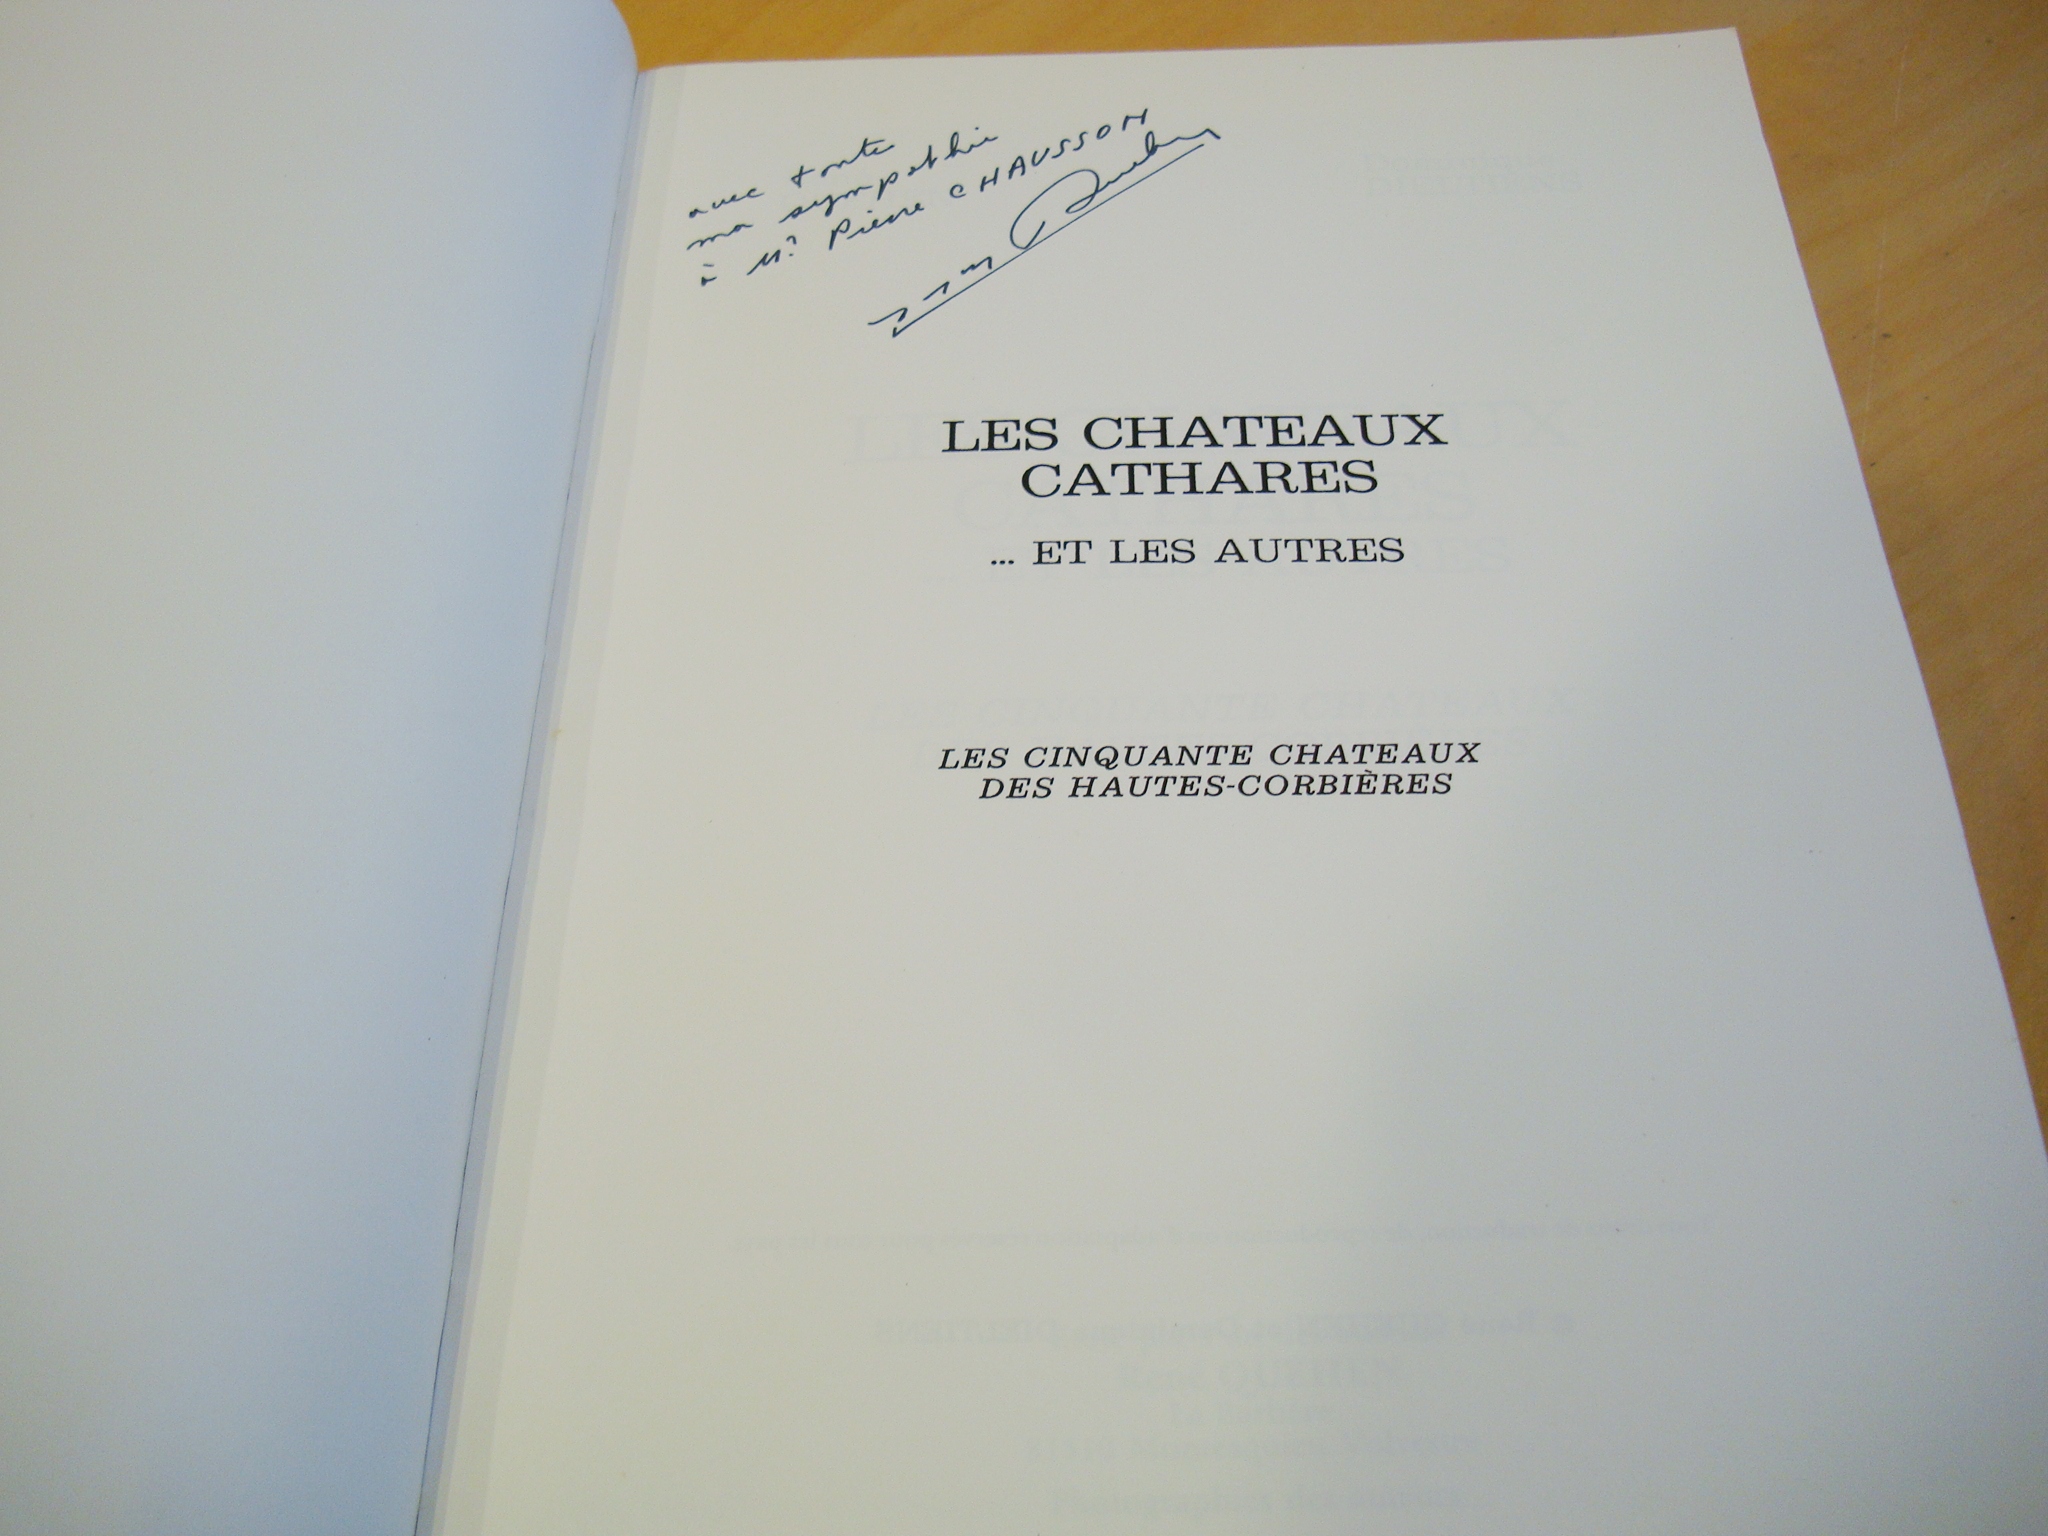 avec toute
ma sympathie
à Mr Pierre CHAUSSON
LES CHATEAUX
CATHARES
... ET LES AUTRES
LES CINQUANTE CHATEAUX
DES HAUTES-CORBIÈRES